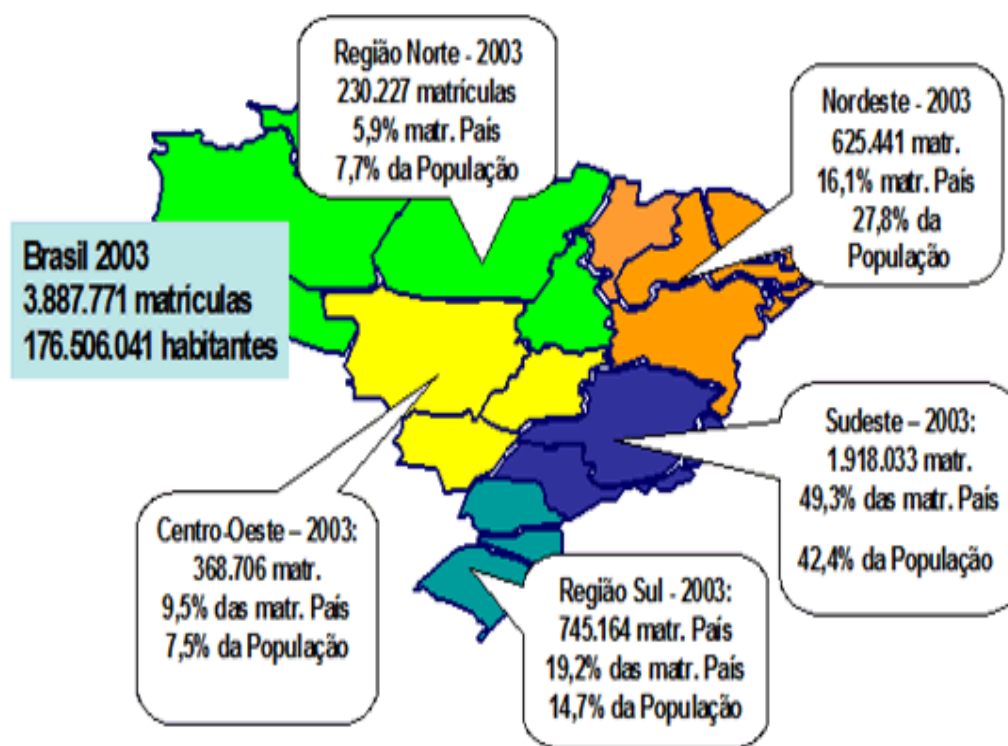 Região Norte - 2003
230.227 matrículas
5,9% matr. País
7,7% da População
Nordeste - 2003
625.441 matr.
16,1% matr. País
27,8% da
População
Brasil 2003
3.887.771 matrículas
176.506.041 habitantes
Sudeste – 2003:
1.918.033 matr.
49,3% das matr. País
42,4% da População
Centro-Oeste – 2003:
368.706 matr.
9,5% das matr. País
7,5% da População
Região Sul - 2003:
745.164 matr. País
19,2% das matr. País
14,7% da População